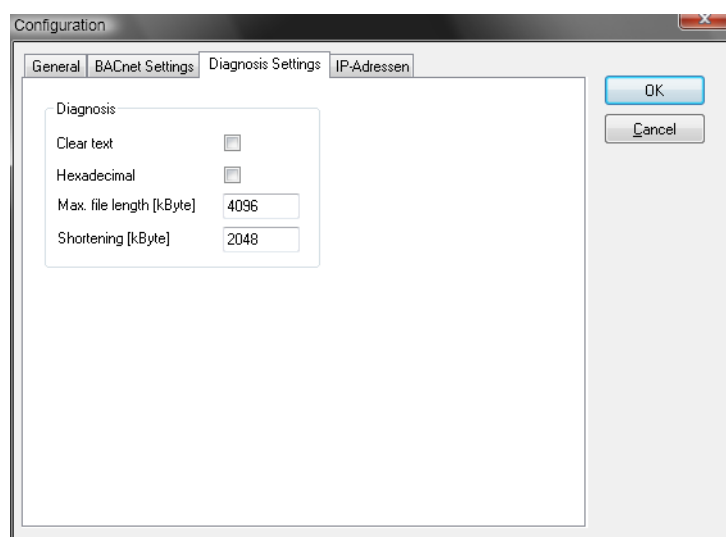 Configuration
General BACnet Settings Diagnosis Settings IP-Adressen
OK
Cancel
Diagnosis
Clear text
Hexadecimal
Max. file length [kByte] 4096
Shortening [kByte] 2048